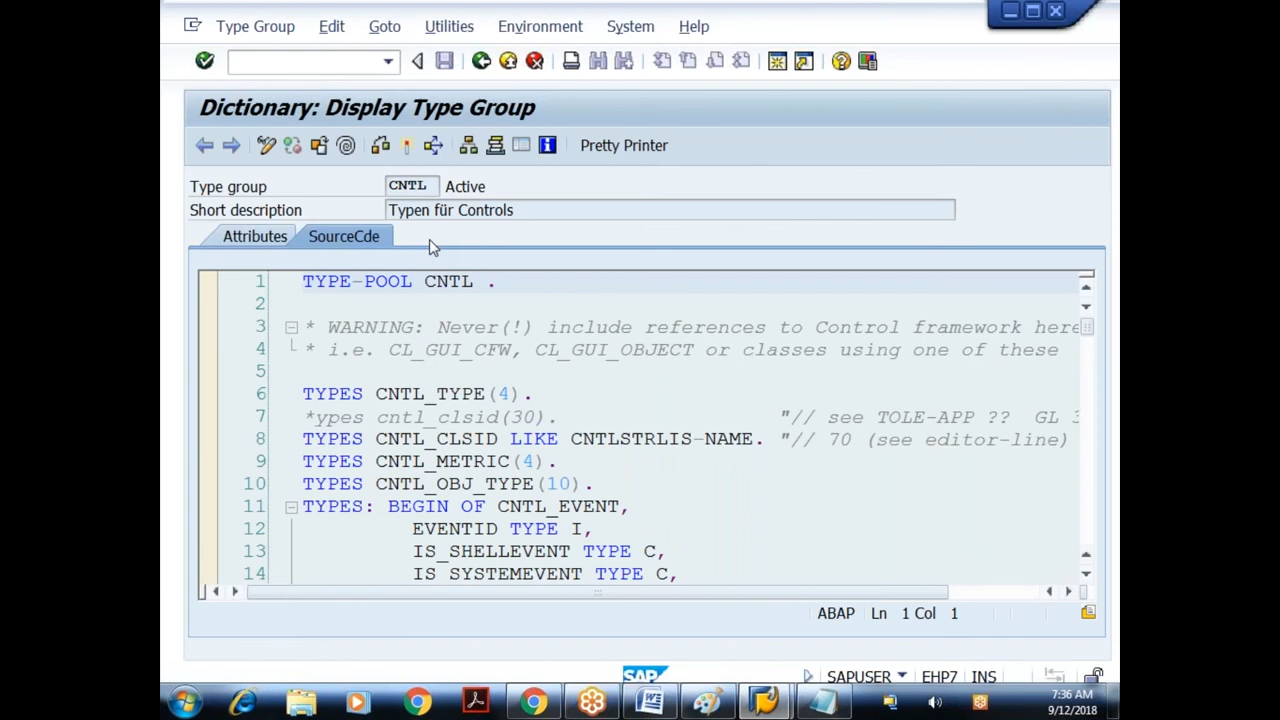 Type Group Edit Goto Utilities Environment System Help
Dictionary: Display Type Group
Pretty Printer
Type group CNTL Active
Short description Typen für Controls
Attributes SourceCde
1 TYPE-POOL CNTL .
2
3 * WARNING: Never(!) include references to Control framework here
4 * i.e. CL_GUI_CFW, CL_GUI_OBJECT or classes using one of these
5
6 TYPES CNTL_TYPE(4).
7 *ypes cntl_clsid(30). "// see TOLE-APP ?? GL
8 TYPES CNTL_CLSID LIKE CNTLSTRLIS-NAME. "// 70 (see editor-line)
9 TYPES CNTL_METRIC(4).
10 TYPES CNTL_OBJ_TYPE(10).
11 TYPES: BEGIN OF CNTL_EVENT,
12 EVENTID TYPE I,
13 IS_SHELLEVENT TYPE C,
14 IS_SYSTEMEVENT TYPE C,
ABAP Ln 1 Col 1
SAP SAPUSER EHP7 INS
7:36 AM
9/12/2018